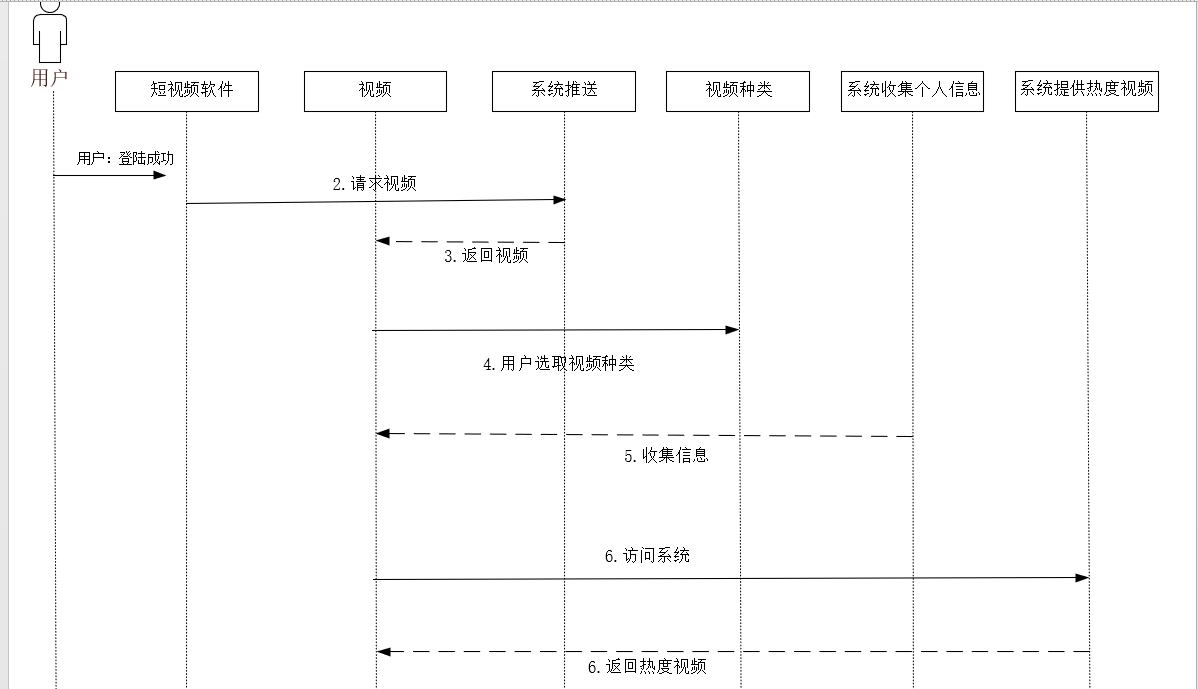 用户
短视频软件
视频
系统推送
视频种类
系统收集个人信息
系统提供热度视频
用户：登陆成功
2.请求视频
3.返回视频
4.用户选取视频种类
5.收集信息
6.访问系统
6.返回热度视频